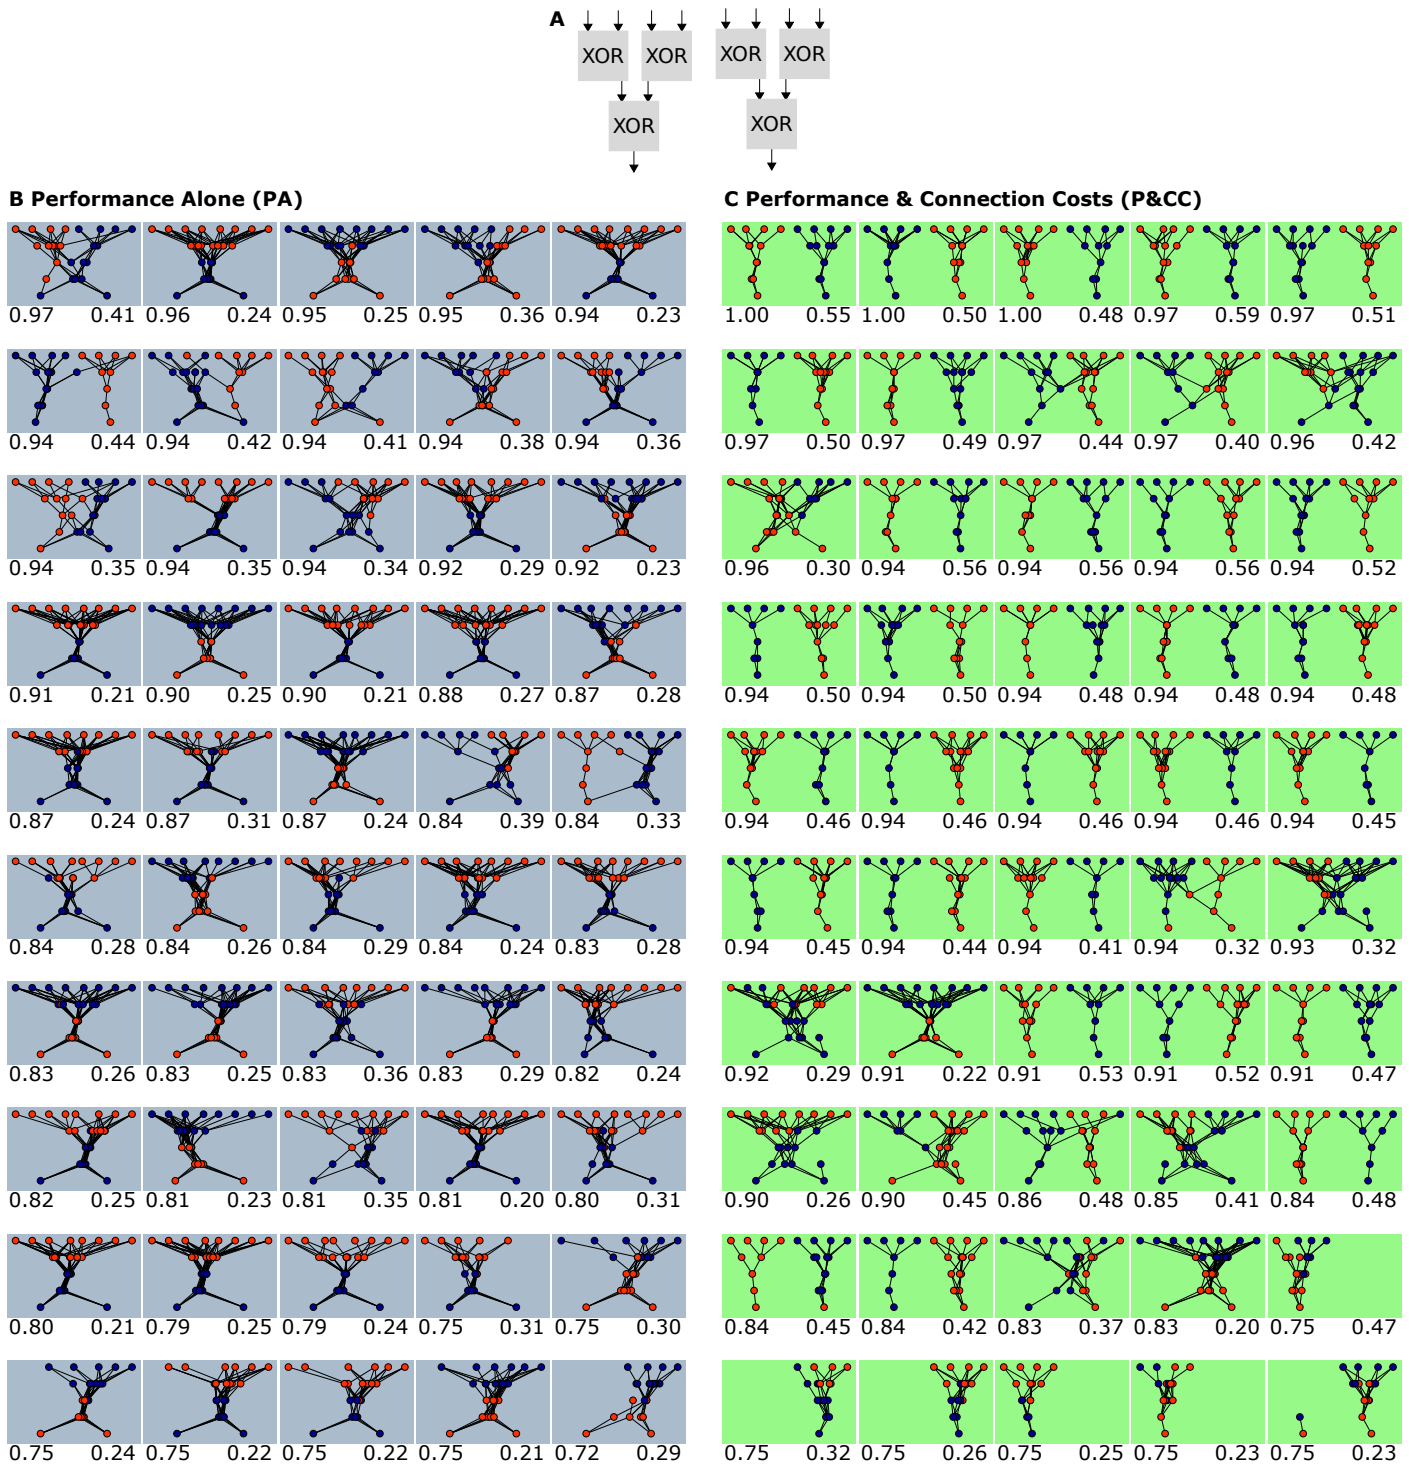 A
XOR XOR XOR XOR
XOR XOR
B Performance Alone (PA)
C Performance & Connection Costs (P&CC)
0.97 0.41 0.96 0.24 0.95 0.25 0.95 0.36 0.94 0.23 1.00 0.55 1.00 0.50 1.00 0.48 0.97 0.59 0.97 0.51
0.94 0.44 0.94 0.42 0.94 0.41 0.94 0.38 0.94 0.36 0.97 0.50 0.97 0.49 0.97 0.44 0.97 0.40 0.96 0.42
0.94 0.35 0.94 0.35 0.94 0.34 0.92 0.29 0.92 0.23 0.96 0.30 0.94 0.56 0.94 0.56 0.94 0.56 0.94 0.52
0.91 0.21 0.90 0.25 0.90 0.21 0.88 0.27 0.87 0.28 0.94 0.50 0.94 0.50 0.94 0.48 0.94 0.48 0.94 0.48
0.87 0.24 0.87 0.31 0.87 0.24 0.84 0.39 0.84 0.33 0.94 0.46 0.94 0.46 0.94 0.46 0.94 0.46 0.94 0.45
0.84 0.28 0.84 0.26 0.84 0.29 0.84 0.24 0.83 0.28 0.94 0.45 0.94 0.44 0.94 0.41 0.94 0.32 0.93 0.32
0.83 0.26 0.83 0.25 0.83 0.36 0.83 0.29 0.82 0.24 0.92 0.29 0.91 0.22 0.91 0.53 0.91 0.52 0.91 0.47
0.82 0.25 0.81 0.23 0.81 0.35 0.81 0.20 0.80 0.31 0.90 0.26 0.90 0.45 0.86 0.48 0.85 0.41 0.84 0.48
0.80 0.21 0.79 0.25 0.79 0.24 0.75 0.31 0.75 0.30 0.84 0.45 0.84 0.42 0.83 0.37 0.83 0.20 0.75 0.47
0.75 0.24 0.75 0.22 0.75 0.22 0.75 0.21 0.72 0.29 0.75 0.32 0.75 0.26 0.75 0.25 0.75 0.23 0.75 0.23